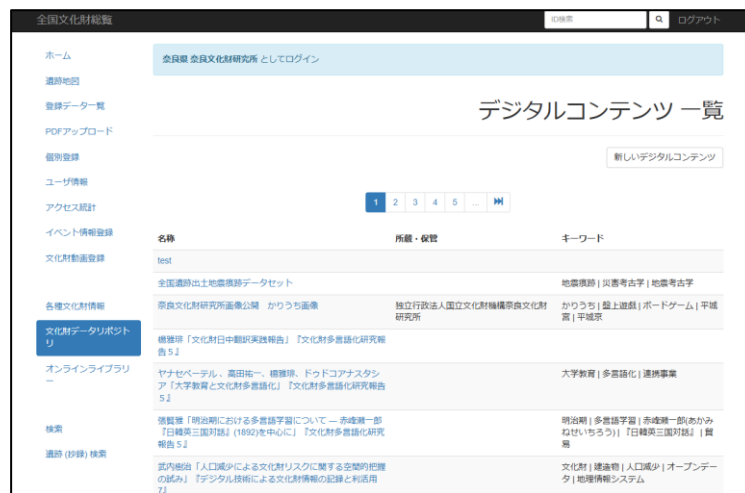 全国文化財総覧
ID検索
ログアウト
ホーム
遺跡地図
登録データ一覧
PDFアップロード
個別登録
ユーザ情報
アクセス統計
イベント情報登録
文化財動画登録
各種文化財情報
文化財データリポジト
リ
オンラインライブラリ
ー
検索
遺跡 (抄録) 検索
奈良県 奈良文化財研究所 としてログイン
デジタルコンテンツ 一覧
新しいデジタルコンテンツ
1 2 3 4 5 ...
名称 所蔵・保管 キーワード
test
全国遺跡出土地震痕跡データセット
地震痕跡 | 災害考古学 | 地震考古学
奈良文化財研究所画像公開 かりうち画像
独立行政法人国立文化財機構奈良文化財
研究所
かりうち | 盤上遊戯 | ボードゲーム | 平城
宮 | 平城京
楊雅琲「文化財日中翻訳実践報告」『文化財多言語化研究報
告 5 』
ヤナセペーテル 、高田祐一、楊雅琲、ドゥドコアナスタシ
ア「大学教育と文化財多言語化」『文化財多言語化研究報告
5 』
大学教育 | 多言語化 | 連携事業
「明治期における多言語学習について ― 赤峰瀬一郎
『日韓英三国対話』(1892)を中心に」『文化財多言語化研究
報告 5 』
明治期 | 多言語学習 | 赤峰瀬一郎(あかみ
ねせいちろう) | 『日韓英三国対話』 | 貿
易
武内樹治「人口減少による文化財リスクに関する空間的把握
の試み」『デジタル技術による文化財情報の記録と利活用
7』
文化財 | 建造物 | 人口減少 | オープンデー
タ | 地理情報システム